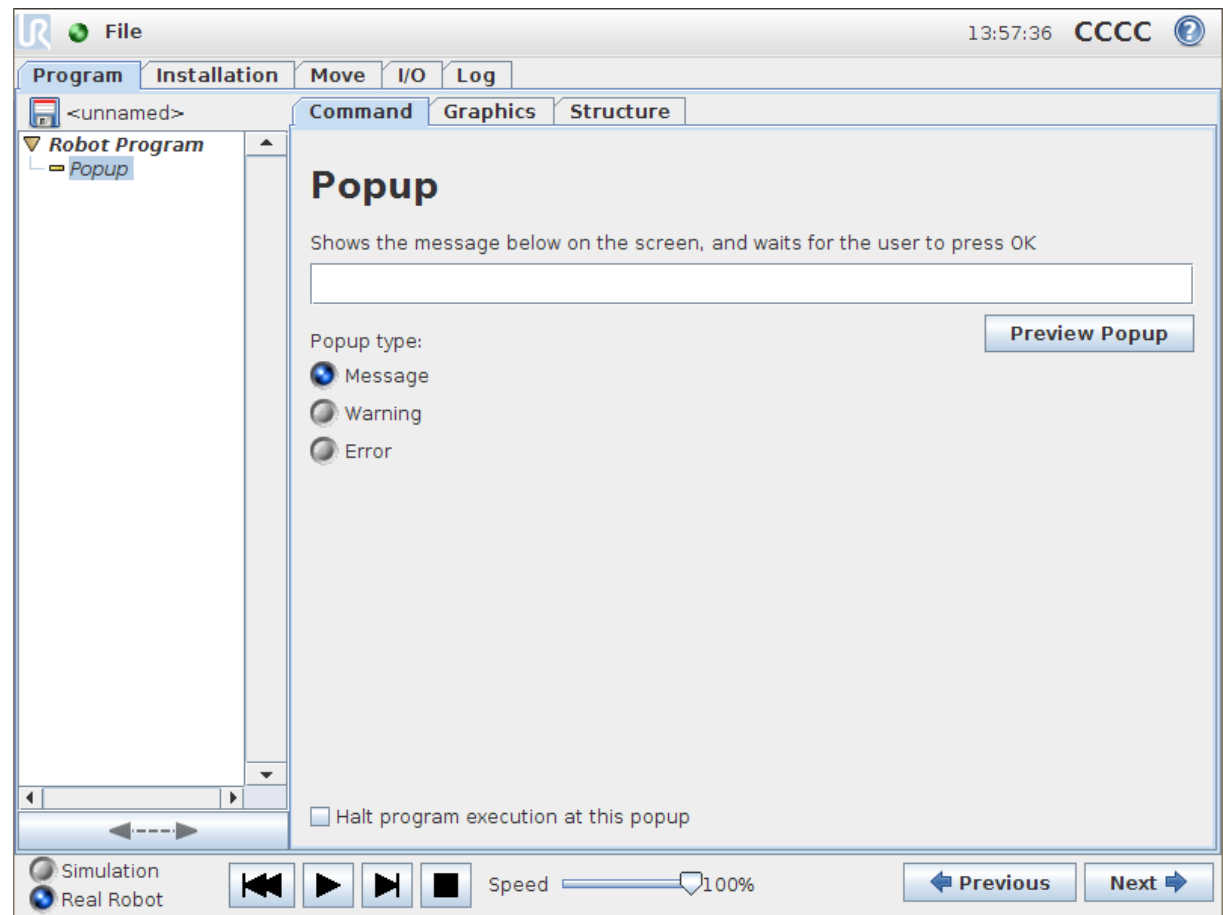 UR File 13:57:36 CCCC ?
Program Installation Move I/O Log
<unnamed> Command Graphics Structure
Robot Program
Popup
Popup
Shows the message below on the screen, and waits for the user to press OK
Preview Popup
Popup type:
Message
Warning
Error
Halt program execution at this popup
Simulation
Real Robot
Speed 100%
Previous Next